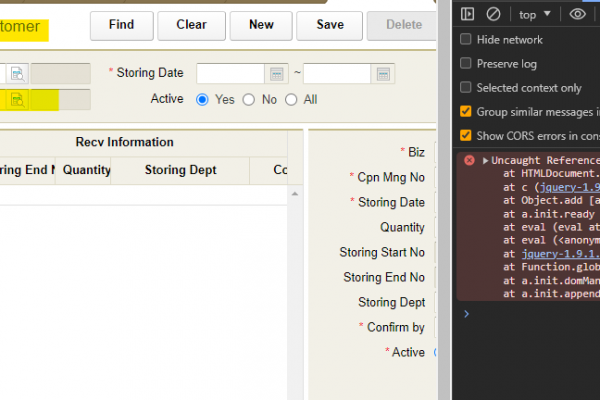 tomer Find Clear New Save Delete
* Storing Date ~
Active Yes No All
Recv Information
ring End Quantity Storing Dept Co
* Biz
* Cpn Mng No
* Storing Date
Quantity
Storing Start No
Storing End No
Storing Dept
* Confirm by
* Active
top
Hide network
Preserve log
Selected context only
Group similar messages i
Show CORS errors in cons
Uncaught Reference
at HTMLDocument.
at c (jquery-1.9
at Object.add [a
at a.init.ready
at eval (eval at
at eval (<anonym
at jquery-1.9.1.
at Function.glob
at a.init.domMan
at a.init.append